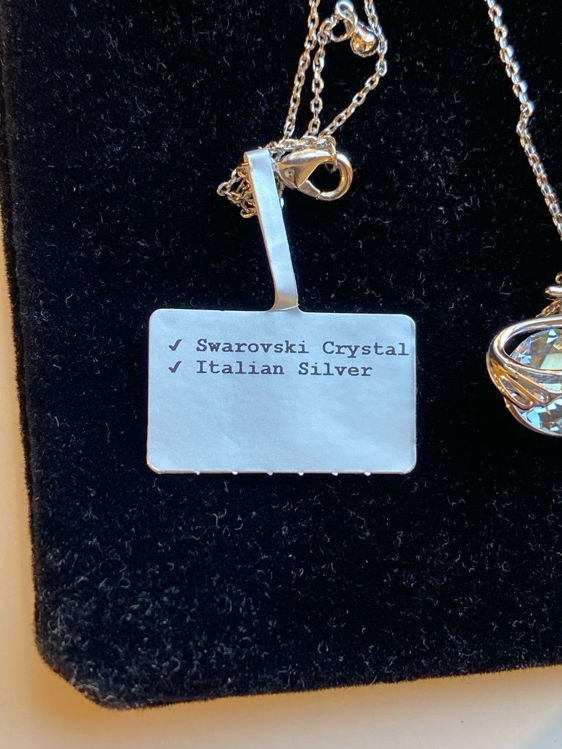 ✓ Swarovski Crystal
✓ Italian Silver